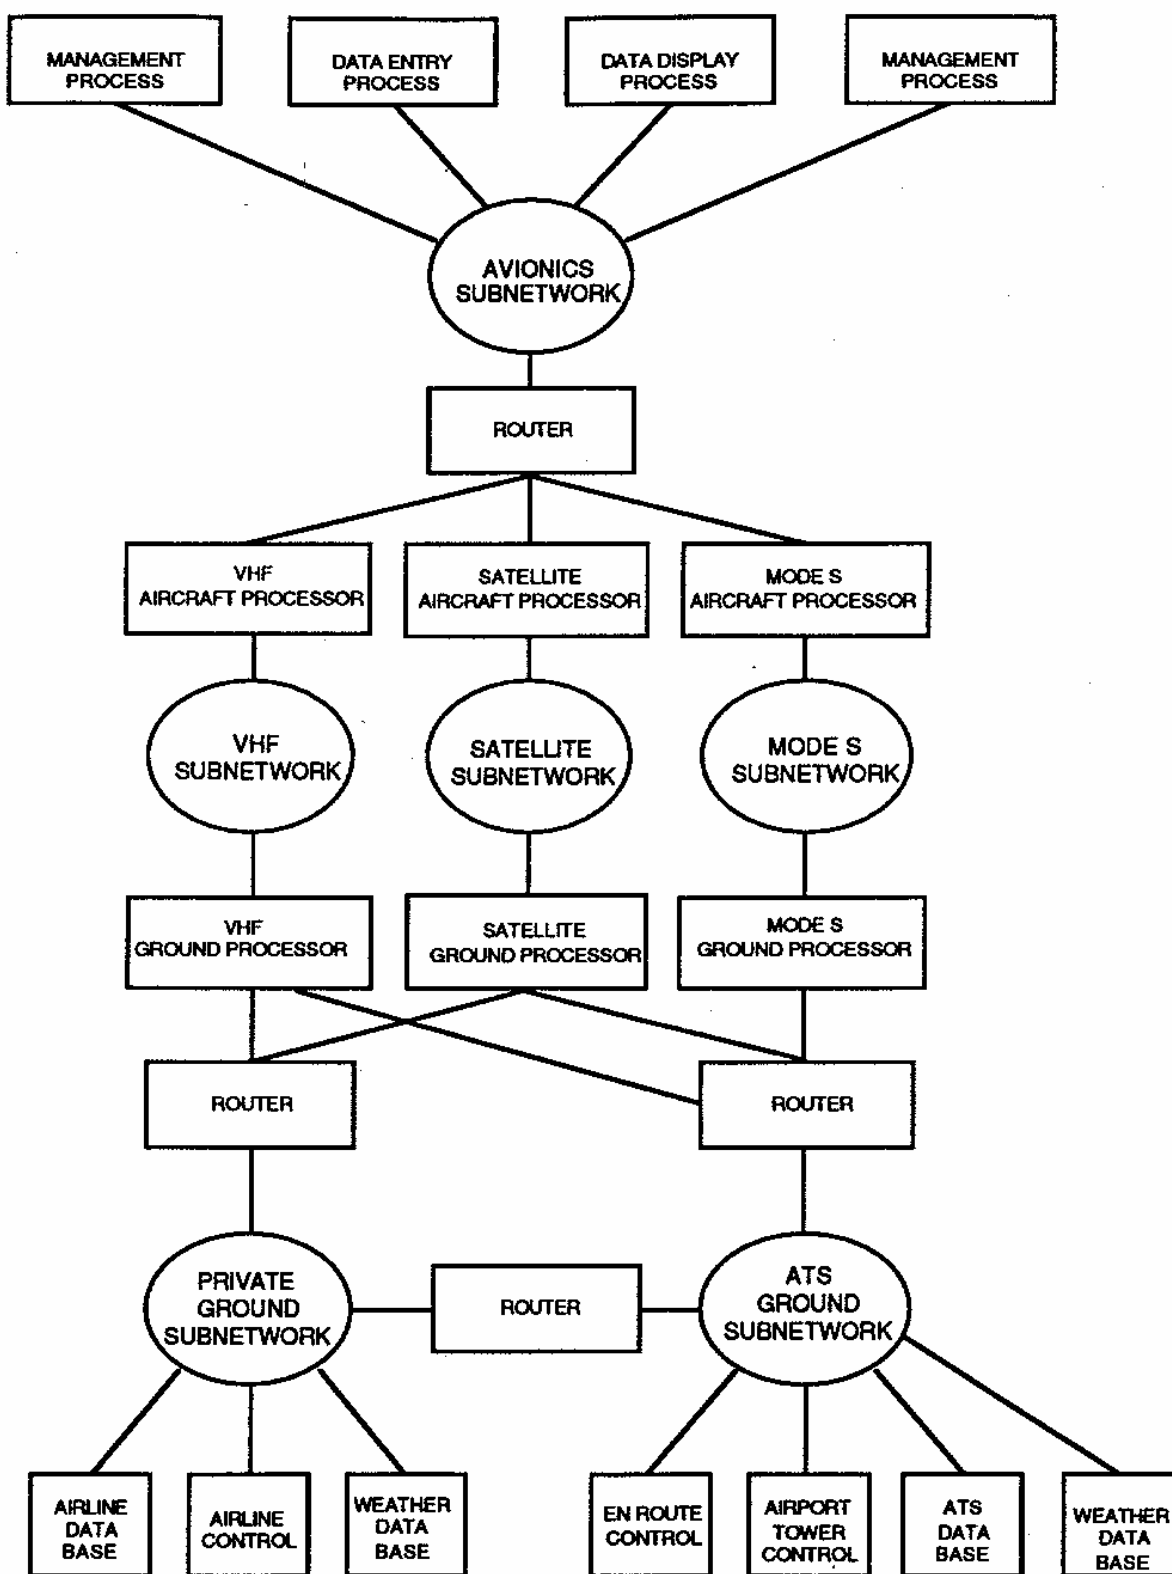 MANAGEMENT
PROCESS
DATA ENTRY
PROCESS
DATA DISPLAY
PROCESS
MANAGEMENT
PROCESS
AVIONICS
SUBNETWORK
ROUTER
VHF
AIRCRAFT PROCESSOR
SATELLITE
AIRCRAFT PROCESSOR
MODE S
AIRCRAFT PROCESSOR
VHF
SUBNETWORK
SATELLITE
SUBNETWORK
MODE S
SUBNETWORK
VHF
GROUND PROCESSOR
SATELLITE
GROUND PROCESSOR
MODE S
GROUND PROCESSOR
ROUTER
ROUTER
PRIVATE
GROUND
SUBNETWORK
ROUTER
ATS
GROUND
SUBNETWORK
AIRLINE
DATA
BASE
AIRLINE
CONTROL
WEATHER
DATA
BASE
EN ROUTE
CONTROL
AIRPORT
TOWER
CONTROL
ATS
DATA
BASE
WEATHER
DATA
BASE